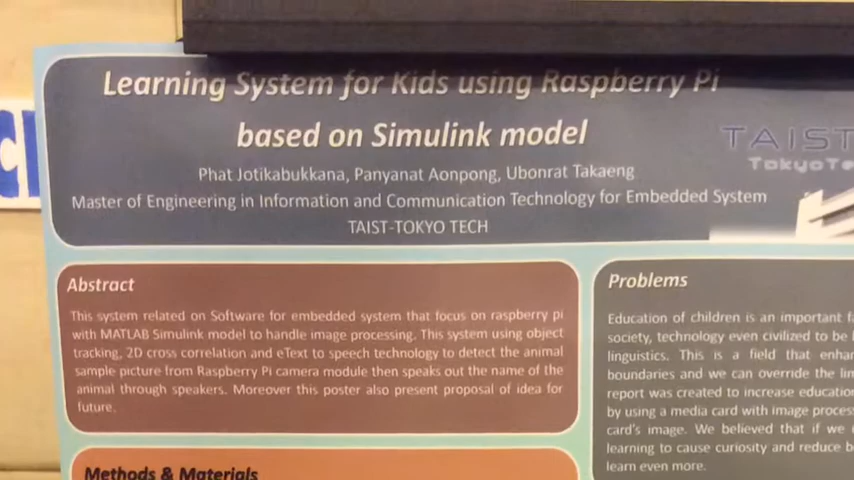 Learning System for Kids using Raspberry Pi
based on Simulink model
Phat Jotikabukkana, Panyanat Aonpong, Ubonrat Takaeng
Master of Engineering in Information and Communication Technology for Embedded System
TAIST-TOKYO TECH
TAIST
Tokyo
Abstract
This system related on Software for embedded system that focus on raspberry pi
with MATLAB Simulink model to handle image processing. This system using object
tracking, 2D cross correlation and eText to speech technology to detect the animal
sample picture from Raspberry Pi camera module then speaks out the name of the
animal through speakers. Moreover this poster also present proposal of idea for
future.
Methods & Materials
Problems
Education of children is an important
society, technology even civilized to be
linguistics. This is a field that
boundaries and we can override the
report was created to increase
by using a media card with image
card's image. We believed that if we
learning to cause curiosity and reduce
learn even more.